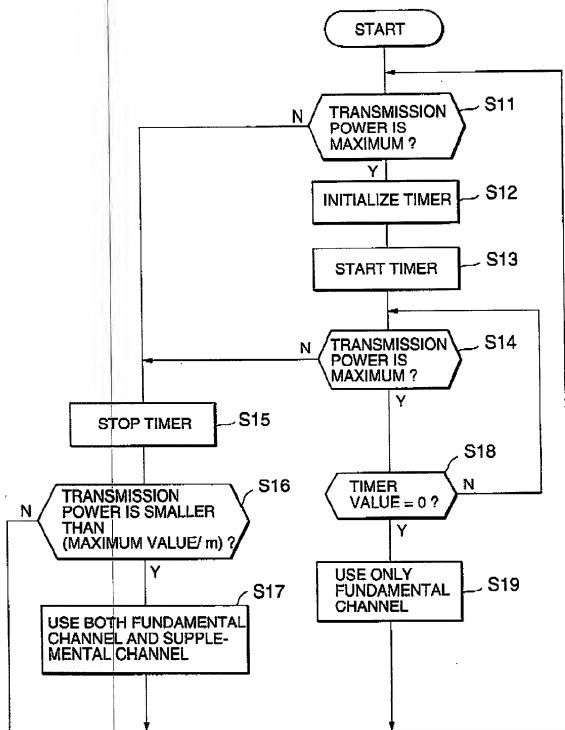 START
TRANSMISSION
POWER IS
MAXIMUM ?
S11
N
Y
INITIALIZE TIMER
S12
START TIMER
S13
TRANSMISSION
POWER IS
MAXIMUM ?
S14
N
Y
STOP TIMER
S15
TIMER
VALUE = 0 ?
S18
N
Y
TRANSMISSION
POWER IS SMALLER
THAN
(MAXIMUM VALUE/ m) ?
S16
N
Y
USE ONLY
FUNDAMENTAL
CHANNEL
S19
USE BOTH FUNDAMENTAL
CHANNEL AND SUPPLE-
MENTAL CHANNEL
S17